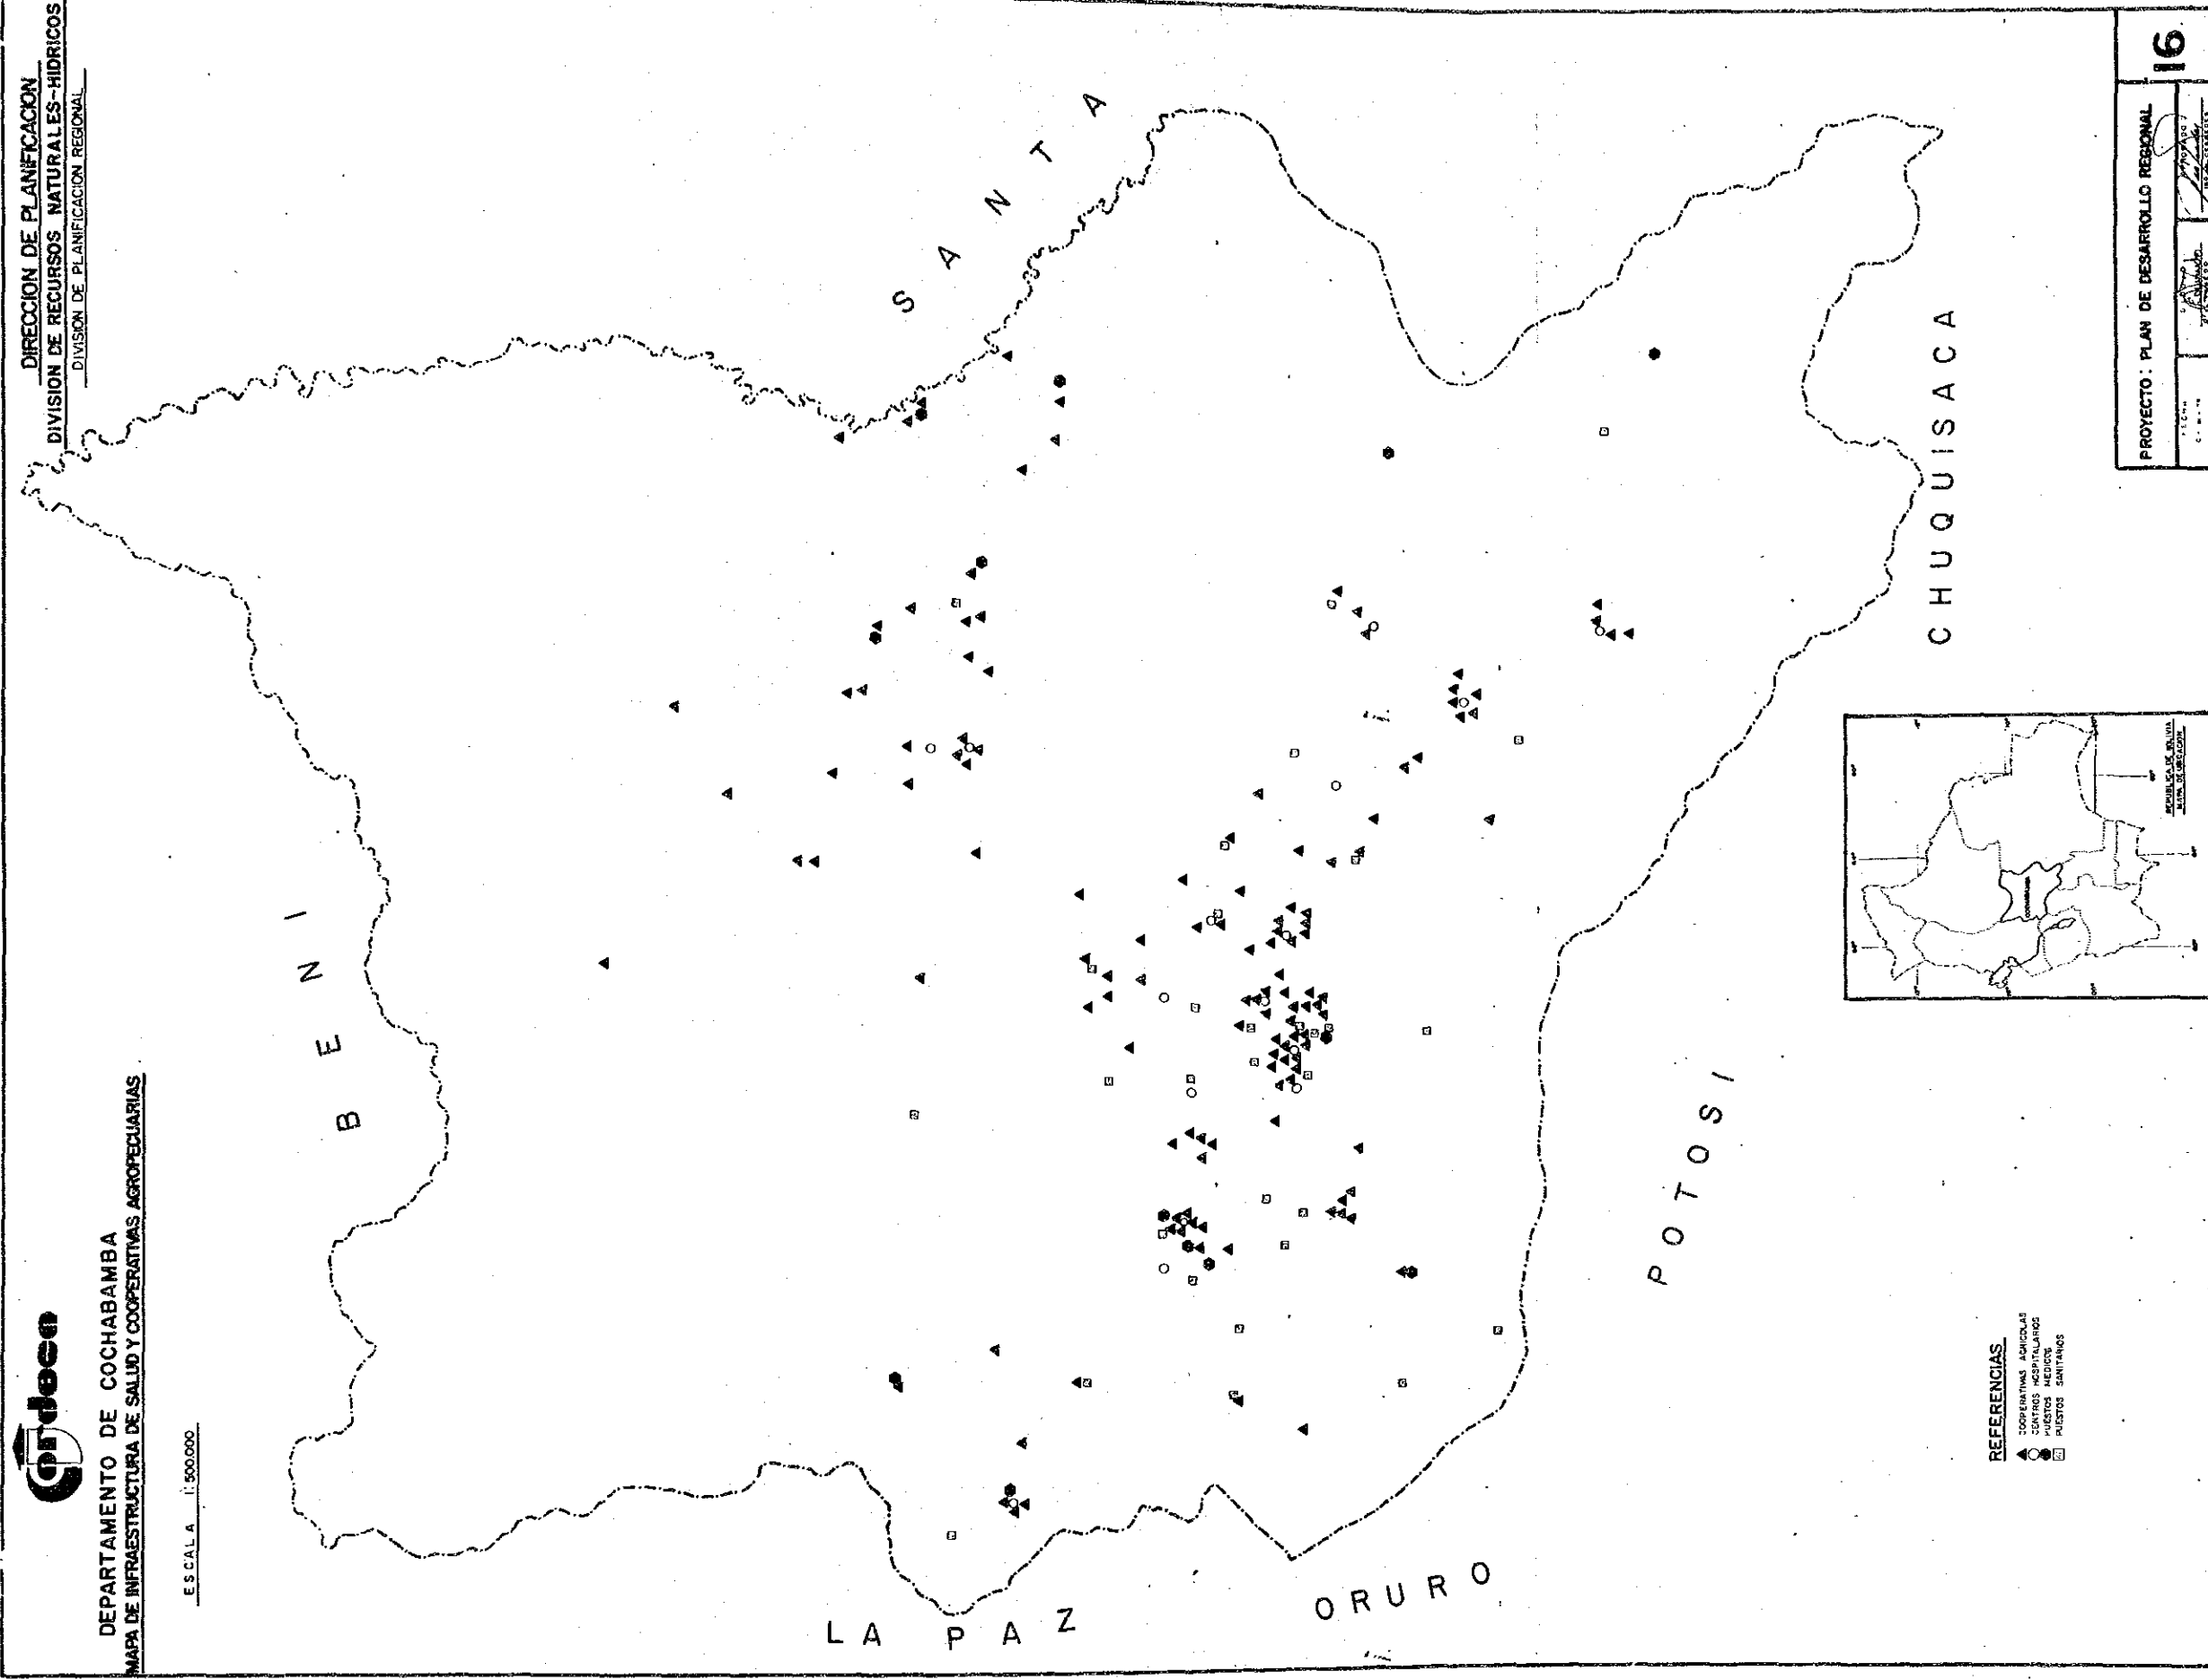 Cordeco
DEPARTAMENTO DE COCHABAMBA
MAPA DE INFRAESTRUCTURA DE SALUD Y COOPERATIVAS AGROPECUARIAS
ESCALA 1:500.000
DIRECCION DE PLANIFICACION
DIVISION DE RECURSOS NATURALES-HIDRICOS
DIVISION DE PLANIFICACION REGIONAL
BENI
SANTA
LA PAZ
ORURO
POTOSI
CHUQUISACA
REFERENCIAS
COOPERATIVAS AGRICOLAS
CENTROS HOSPITALARIOS
PUESTOS MEDICOS
PUESTOS SANITARIOS
REPUBLICA DE BOLIVIA
MAPA DE UBICACION
PROYECTO: PLAN DE DESARROLLO REGIONAL
16